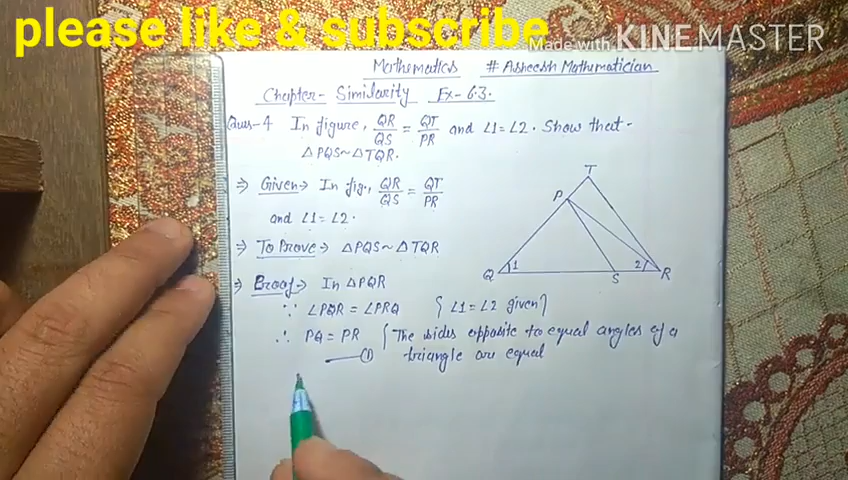 please like & subscribe
Made with KINEMASTER
Mathematics # Asheesh Mathematician
Chapter- Similarity Ex- 6.3.
Ques-4 In figure, QR/QS = QT/PR and ∠1=∠2. Show that-
△PQS~△TQR.
⇒ Given→ In fig., QR/QS = QT/PR
and ∠1=∠2.
⇒ To Prove→ △PQS~△TQR
⇒ Proof→ In △PQR
∵ ∠PQR = ∠PRQ {∠1=∠2 given}
∴ PQ = PR {The sides opposite to equal angles of a
① triangle are equal
T
P
Q 1 S 2 R